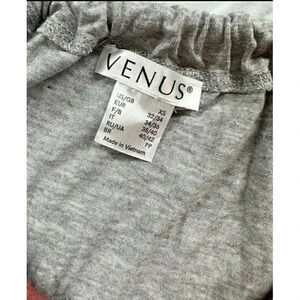 VENUS®
US/GB XS
EUR 32/34
F/B 34/36
IT 38/40
RU/UA 40/42
BR PP
Made in Vietnam